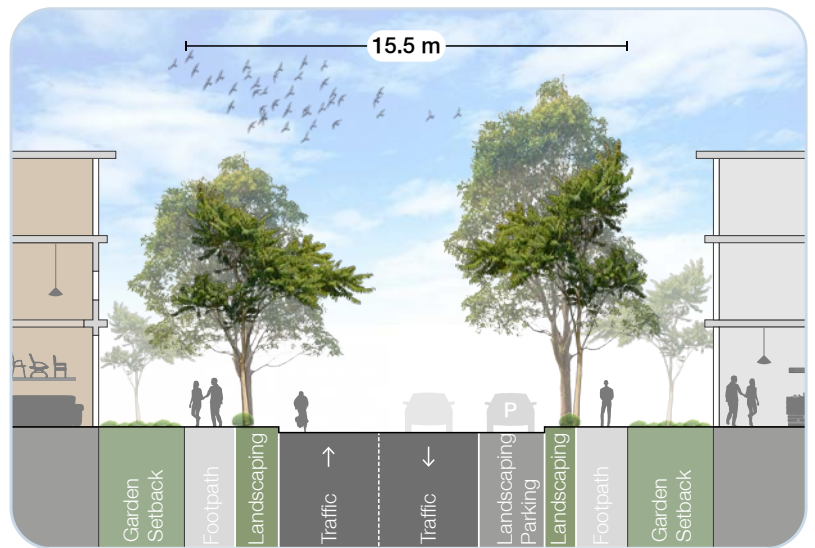 15.5 m
P
Garden
Setback
Footpath
Landscaping
Traffic
Traffic
Landscaping
Parking
Landscaping
Footpath
Garden
Setback